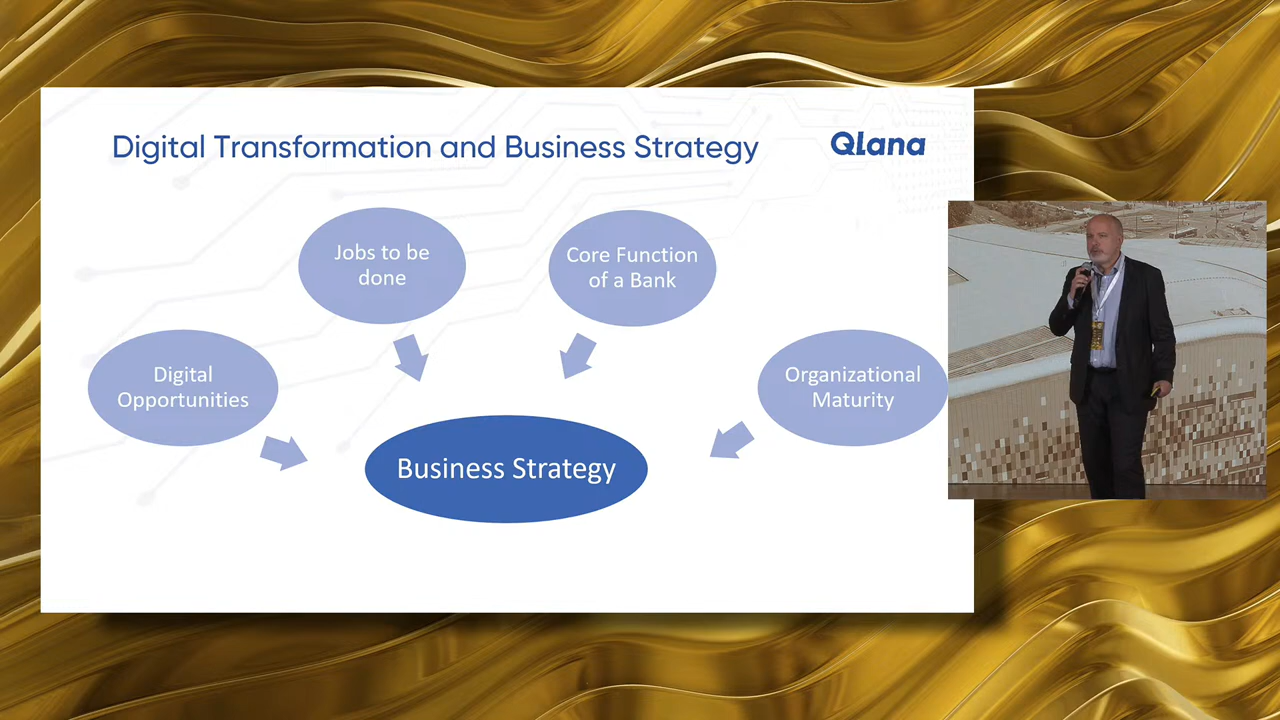 Digital Transformation and Business Strategy
Qlana
Jobs to be
done
Core Function
of a Bank
Digital
Opportunities
Organizational
Maturity
Business Strategy